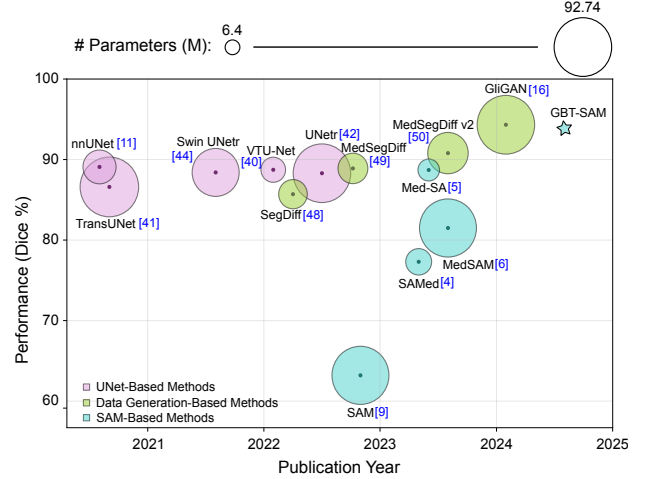 6.4
92.74
# Parameters (M):
100
90
80
70
60
Performance (Dice %)
GliGAN [16]
GBT-SAM
nnUNet [11]
Swin UNetr
[44]
VTU-Net
[40]
UNetr [42]
MedSegDiff
[49]
MedSegDiff v2
[50]
Med-SA [5]
TransUNet [41]
SegDiff [48]
MedSAM [6]
SAMed [4]
SAM [9]
UNet-Based Methods
Data Generation-Based Methods
SAM-Based Methods
2021
2022
2023
2024
2025
Publication Year